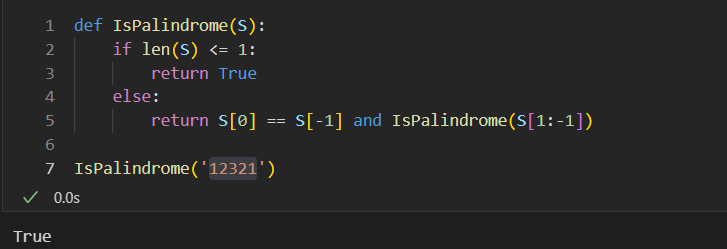 1 def IsPalindrome(S):
2     if len(S) <= 1:
3         return True
4     else:
5         return S[0] == S[-1] and IsPalindrome(S[1:-1])
6
7 IsPalindrome('12321')
✓ 0.0s
True